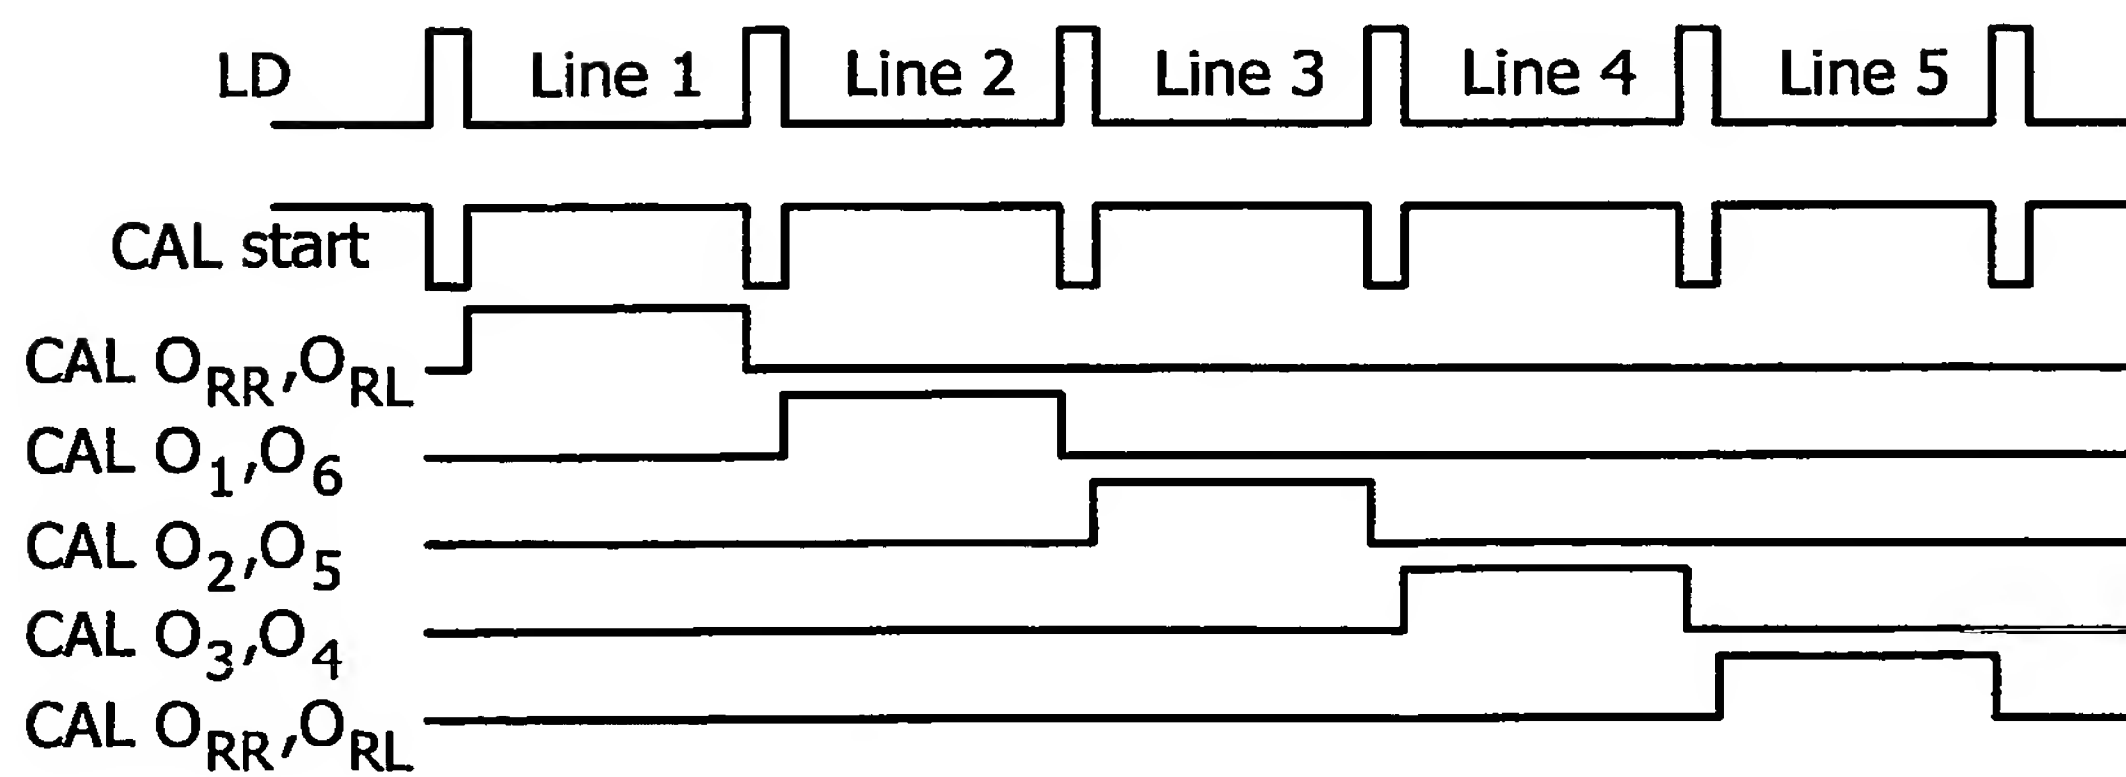 LD Line 1 Line 2 Line 3 Line 4 Line 5
CAL start
CAL O_RR,O_RL
CAL O_1,O_6
CAL O_2,O_5
CAL O_3,O_4
CAL O_RR,O_RL